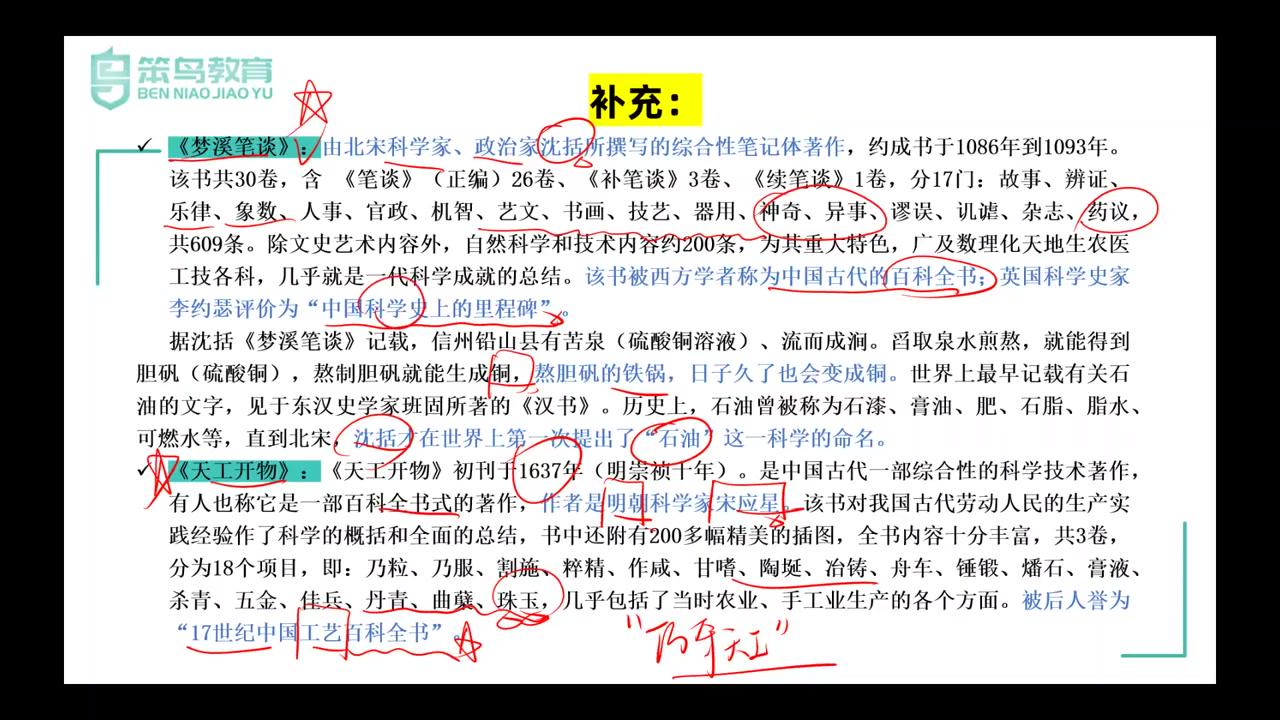 笨鸟教育
BEN NIAO JIAO YU
补充：
✓ 《梦溪笔谈》：由北宋科学家、政治家沈括所撰写的综合性笔记体著作，约成书于1086年到1093年。
该书共30卷，含 《笔谈》（正编）26卷、《补笔谈》3卷、《续笔谈》1卷，分17门：故事、辨证、
乐律、象数、人事、官政、机智、艺文、书画、技艺、器用、神奇、异事、谬误、讥谑、杂志、药议，
共609条。除文史艺术内容外，自然科学和技术内容约200条，为其重大特色，广及数理化天地生农医
工技各科，几乎就是一代科学成就的总结。该书被西方学者称为中国古代的百科全书；英国科学史家
李约瑟评价为“中国科学史上的里程碑”。
据沈括《梦溪笔谈》记载，信州铅山县有苦泉（硫酸铜溶液）、流而成涧。舀取泉水煎熬，就能得到
胆矾（硫酸铜），熬制胆矾就能生成铜，熬胆矾的铁锅，日子久了也会变成铜。世界上最早记载有关石
油的文字，见于东汉史学家班固所著的《汉书》。历史上，石油曾被称为石漆、膏油、肥、石脂、脂水、
可燃水等，直到北宋，沈括才在世界上第一次提出了“石油”这一科学的命名。
✓ 《天工开物》：《天工开物》初刊于1637年（明崇祯十年）。是中国古代一部综合性的科学技术著作，
有人也称它是一部百科全书式的著作，作者是明朝科学家宋应星。该书对我国古代劳动人民的生产实
践经验作了科学的概括和全面的总结，书中还附有200多幅精美的插图，全书内容十分丰富，共3卷，
分为18个项目，即：乃粒、乃服、割施、粹精、作咸、甘嗜、陶埏、冶铸、舟车、锤锻、燔石、膏液、
杀青、五金、佳兵、丹青、曲蘖、珠玉，几乎包括了当时农业、手工业生产的各个方面。被后人誉为
“17世纪中国工艺百科全书”。